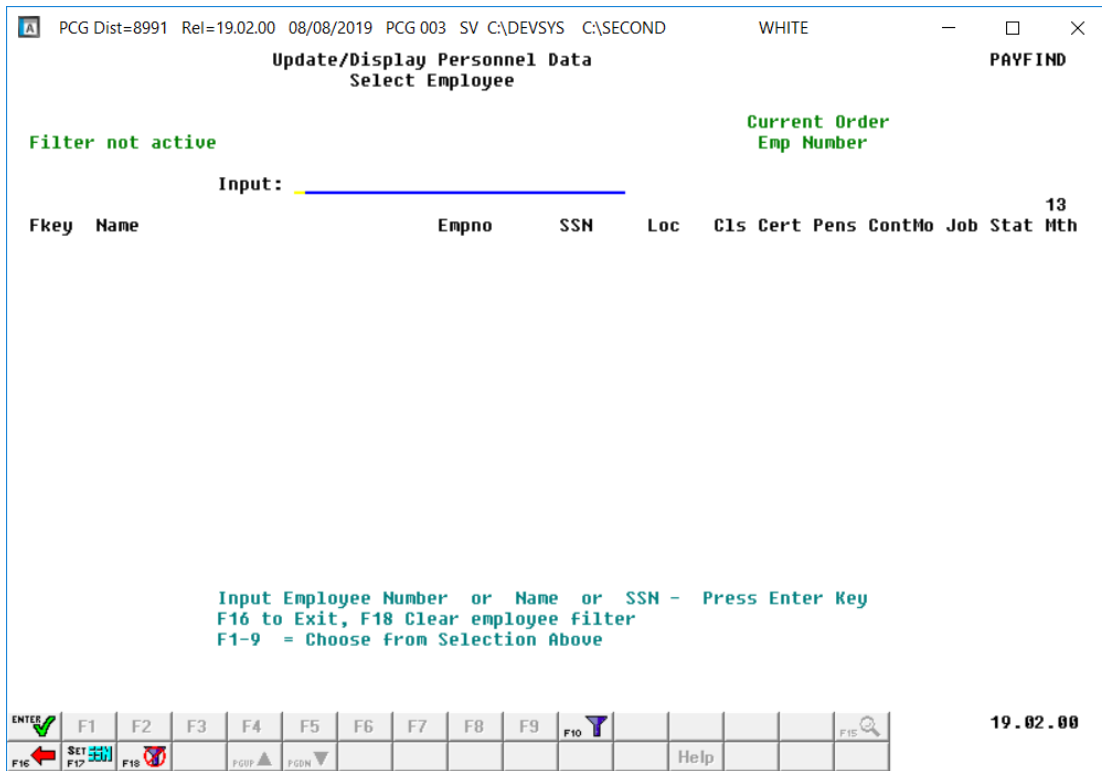 A PCG Dist=8991 Rel=19.02.00 08/08/2019 PCG 003 SV C:\DEVSYS C:\SECOND WHITE
Update/Display Personnel Data PAYFIND
Select Employee
Current Order
Filter not active Emp Number
Input:
13
Fkey Name Empno SSN Loc Cls Cert Pens ContMo Job Stat Mth
Input Employee Number or Name or SSN - Press Enter Key
F16 to Exit, F18 Clear employee filter
F1-9 = Choose from Selection Above
ENTER F1 F2 F3 F4 F5 F6 F7 F8 F9 F10 F15 19.02.00
F16 SET F17 F18 PGUP PGDN Help